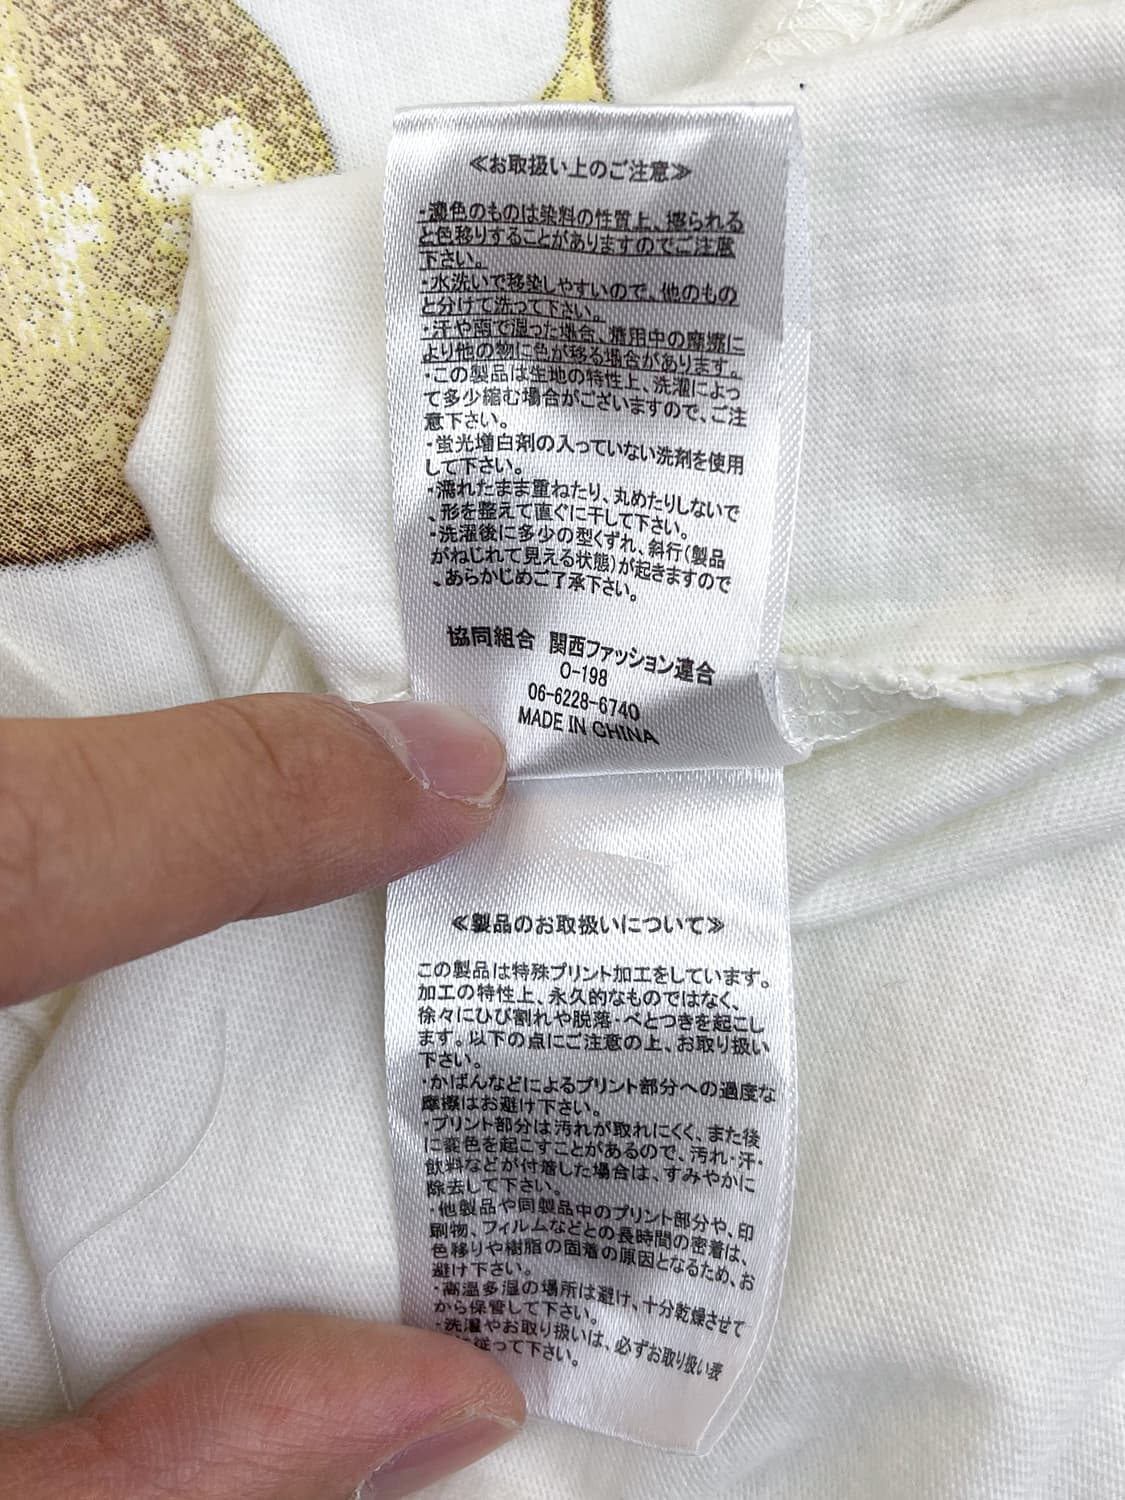 ≪お取扱い上のご注意≫
・濃色のものは染料の性質上、擦られる
と色移りすることがありますのでご注意
下さい。
・水洗いで移染しやすいので、他のもの
と分けて洗って下さい。
・汗や雨で湿った場合、着用中の摩擦に
より他の物に色が移る場合があります。
・この製品は生地の特性上、洗濯によっ
て多少縮む場合がございますので、ご注
意下さい。
・蛍光増白剤の入っていない洗剤を使用
して下さい。
・濡れたまま重ねたり、丸めたりしないで
、形を整えて直ぐに干して下さい。
・洗濯後に多少の型くずれ、斜行(製品
がねじれて見える状態)が起きますので
、あらかじめご了承下さい。
協同組合 関西ファッション連合
O-198
06-6228-6740
MADE IN CHINA
≪製品のお取扱いについて≫
この製品は特殊プリント加工をしています。
加工の特性上、永久的なものではなく、
徐々にひび割れや脱落・べとつきを起こし
ます。以下の点にご注意の上、お取り扱い
下さい。
・かばんなどによるプリント部分への過度な
摩擦はお避け下さい。
・プリント部分は汚れが取れにくく、また後
に変色を起こすことがあるので、汚れ・汗・
飲料などが付着した場合は、すみやかに
除去して下さい。
・他製品や同製品中のプリント部分や、印
刷物、フィルムなどとの長時間の密着は、
色移りや樹脂の固着の原因となるため、お
避け下さい。
・高温多湿の場所は避け、十分乾燥させて
から保管して下さい。
・洗濯やお取り扱いは、必ずお取り扱い表
に従って下さい。